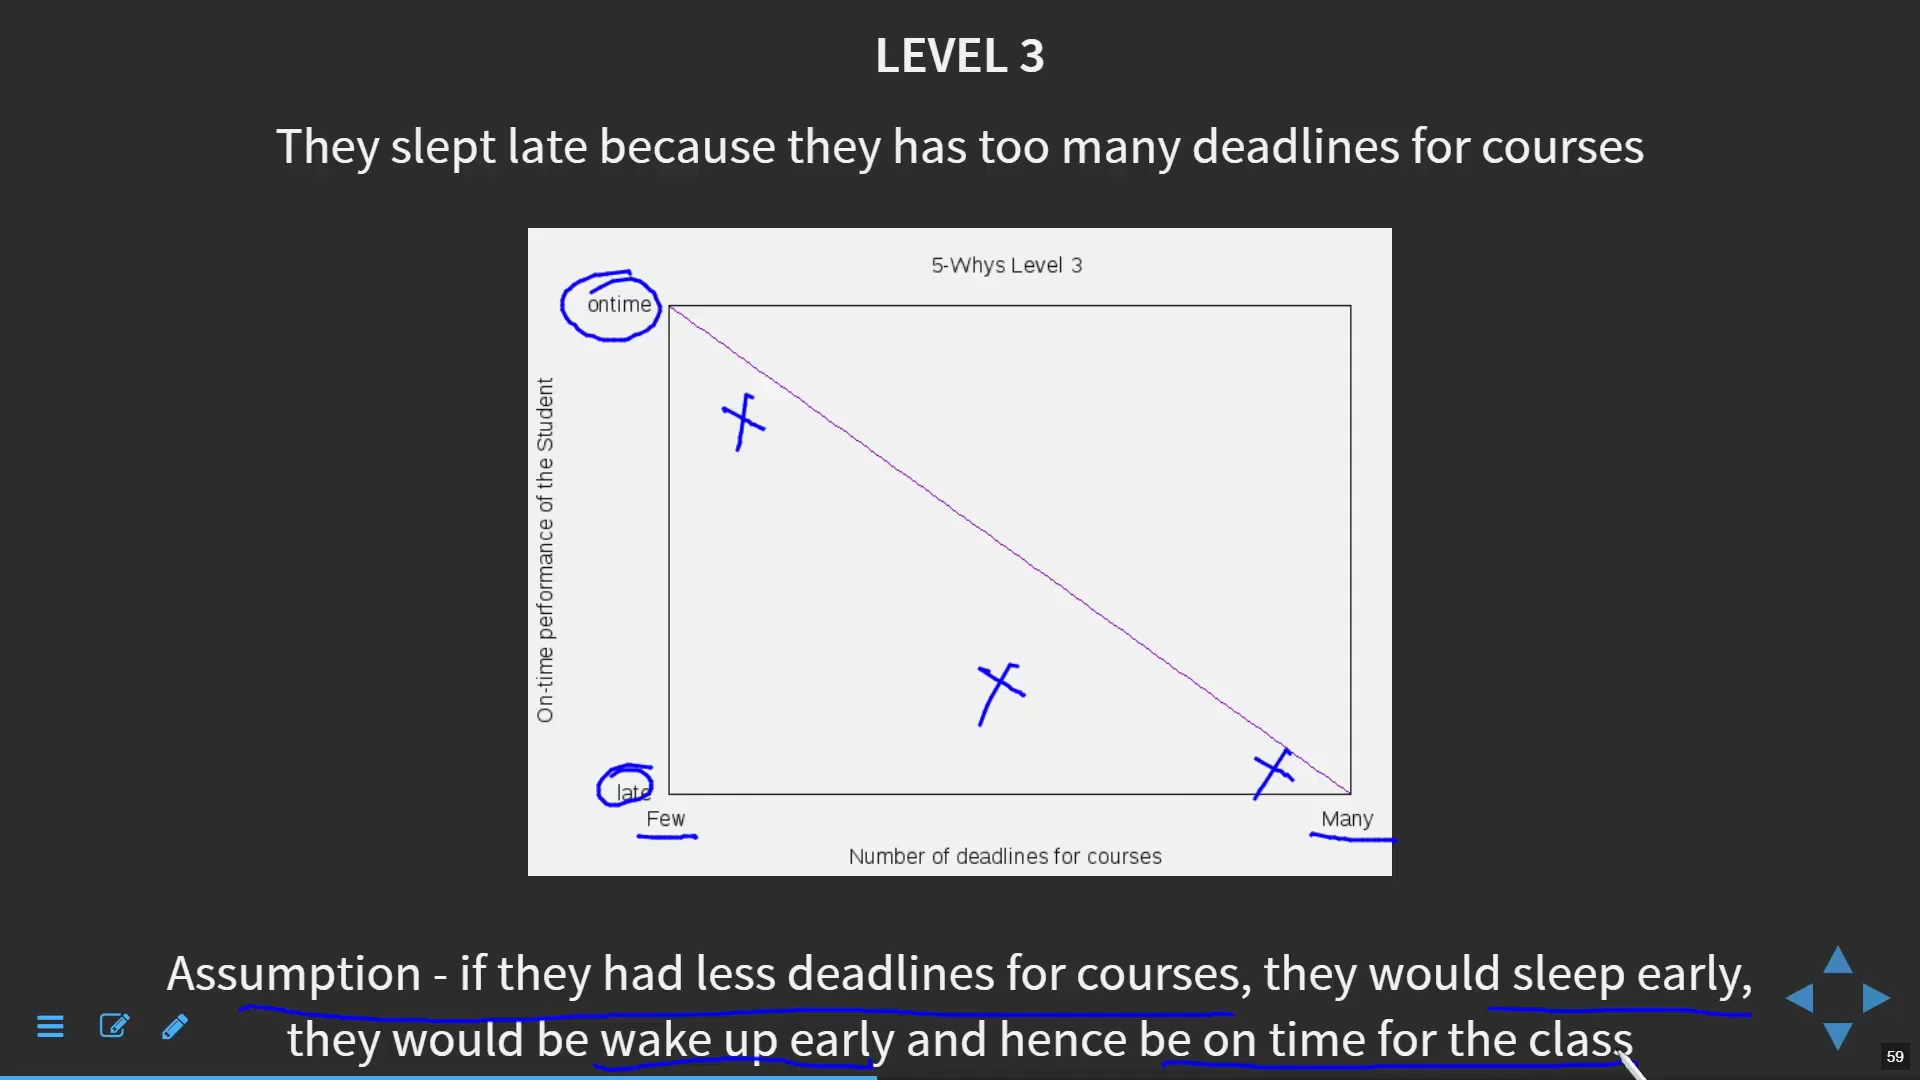 LEVEL 3
They slept late because they has too many deadlines for courses
5-Whys Level 3
ontime
On-time performance of the Student
late
Few
Many
Number of deadlines for courses
Assumption - if they had less deadlines for courses, they would sleep early,
they would be wake up early and hence be on time for the class
59